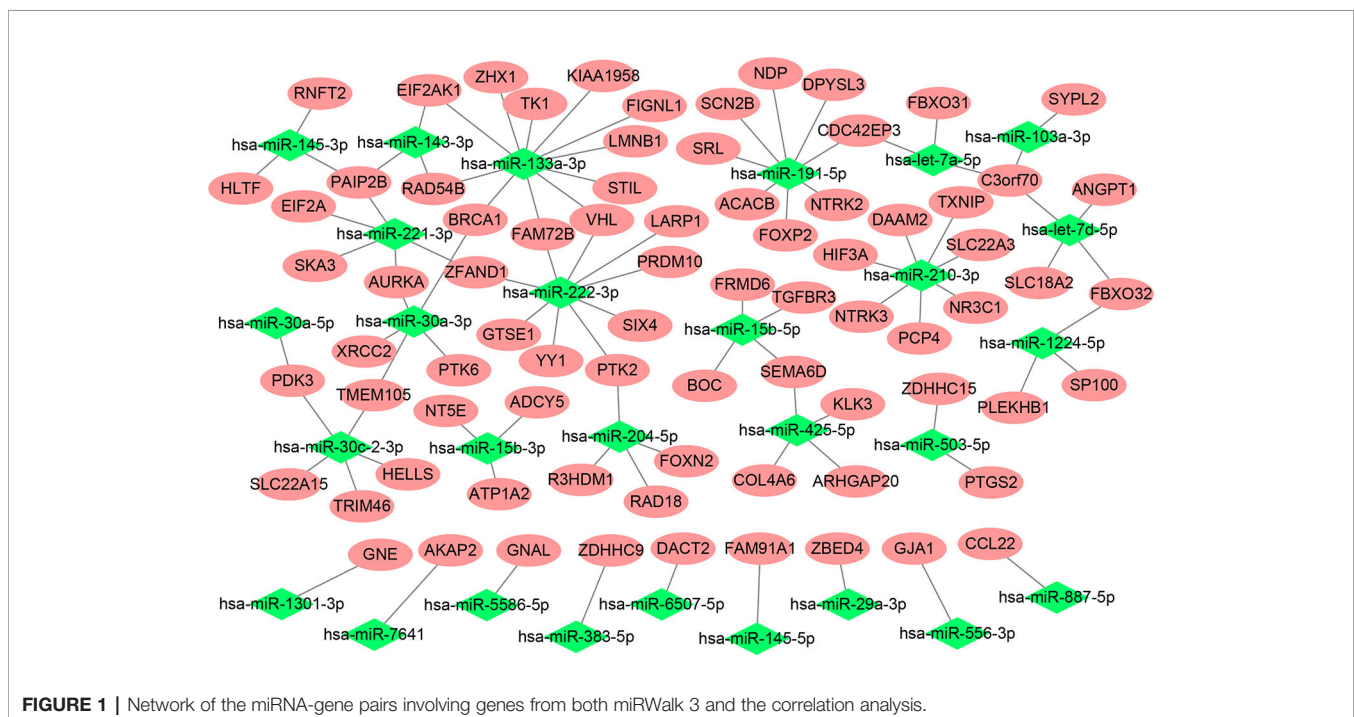 ZHX1
KIAA1958
NDP
DPYSL3
RNFT2
EIF2AK1
TK1
FIGNL1
SCN2B
FBXO31
SYPL2
hsa-miR-145-3p
hsa-miR-143-3p
hsa-miR-133a-3p
LMNB1
SRL
CDC42EP3
hsa-miR-103a-3p
hsa-let-7a-5p
hsa-miR-191-5p
HLTF
PAIP2B
RAD54B
STIL
C3orf70
ANGPT1
EIF2A
BRCA1
VHL
LARP1
ACACB
NTRK2
TXNIP
DAAM2
hsa-miR-221-3p
FAM72B
FOXP2
hsa-let-7d-5p
SLC22A3
HIF3A
SKA3
ZFAND1
PRDM10
hsa-miR-210-3p
AURKA
hsa-miR-222-3p
FRMD6
TGFBR3
SLC18A2
FBXO32
NR3C1
hsa-miR-30a-5p
hsa-miR-30a-3p
GTSE1
SIX4
hsa-miR-15b-5p
NTRK3
PCP4
hsa-miR-1224-5p
XRCC2
YY1
PTK6
PTK2
SEMA6D
PDK3
BOC
SP100
TMEM105
ZDHHC15
PLEKHB1
NT5E
ADCY5
KLK3
hsa-miR-30c-2-3p
hsa-miR-15b-3p
hsa-miR-204-5p
hsa-miR-425-5p
hsa-miR-503-5p
HELLS
FOXN2
SLC22A15
R3HDM1
COL4A6
ARHGAP20
PTGS2
TRIM46
ATP1A2
RAD18
GNE
AKAP2
GNAL
ZDHHC9
DACT2
FAM91A1
ZBED4
GJA1
CCL22
hsa-miR-1301-3p
hsa-miR-5586-5p
hsa-miR-6507-5p
hsa-miR-29a-3p
hsa-miR-887-5p
hsa-miR-7641
hsa-miR-383-5p
hsa-miR-145-5p
hsa-miR-556-3p
FIGURE 1 | Network of the miRNA-gene pairs involving genes from both miRWalk 3 and the correlation analysis.